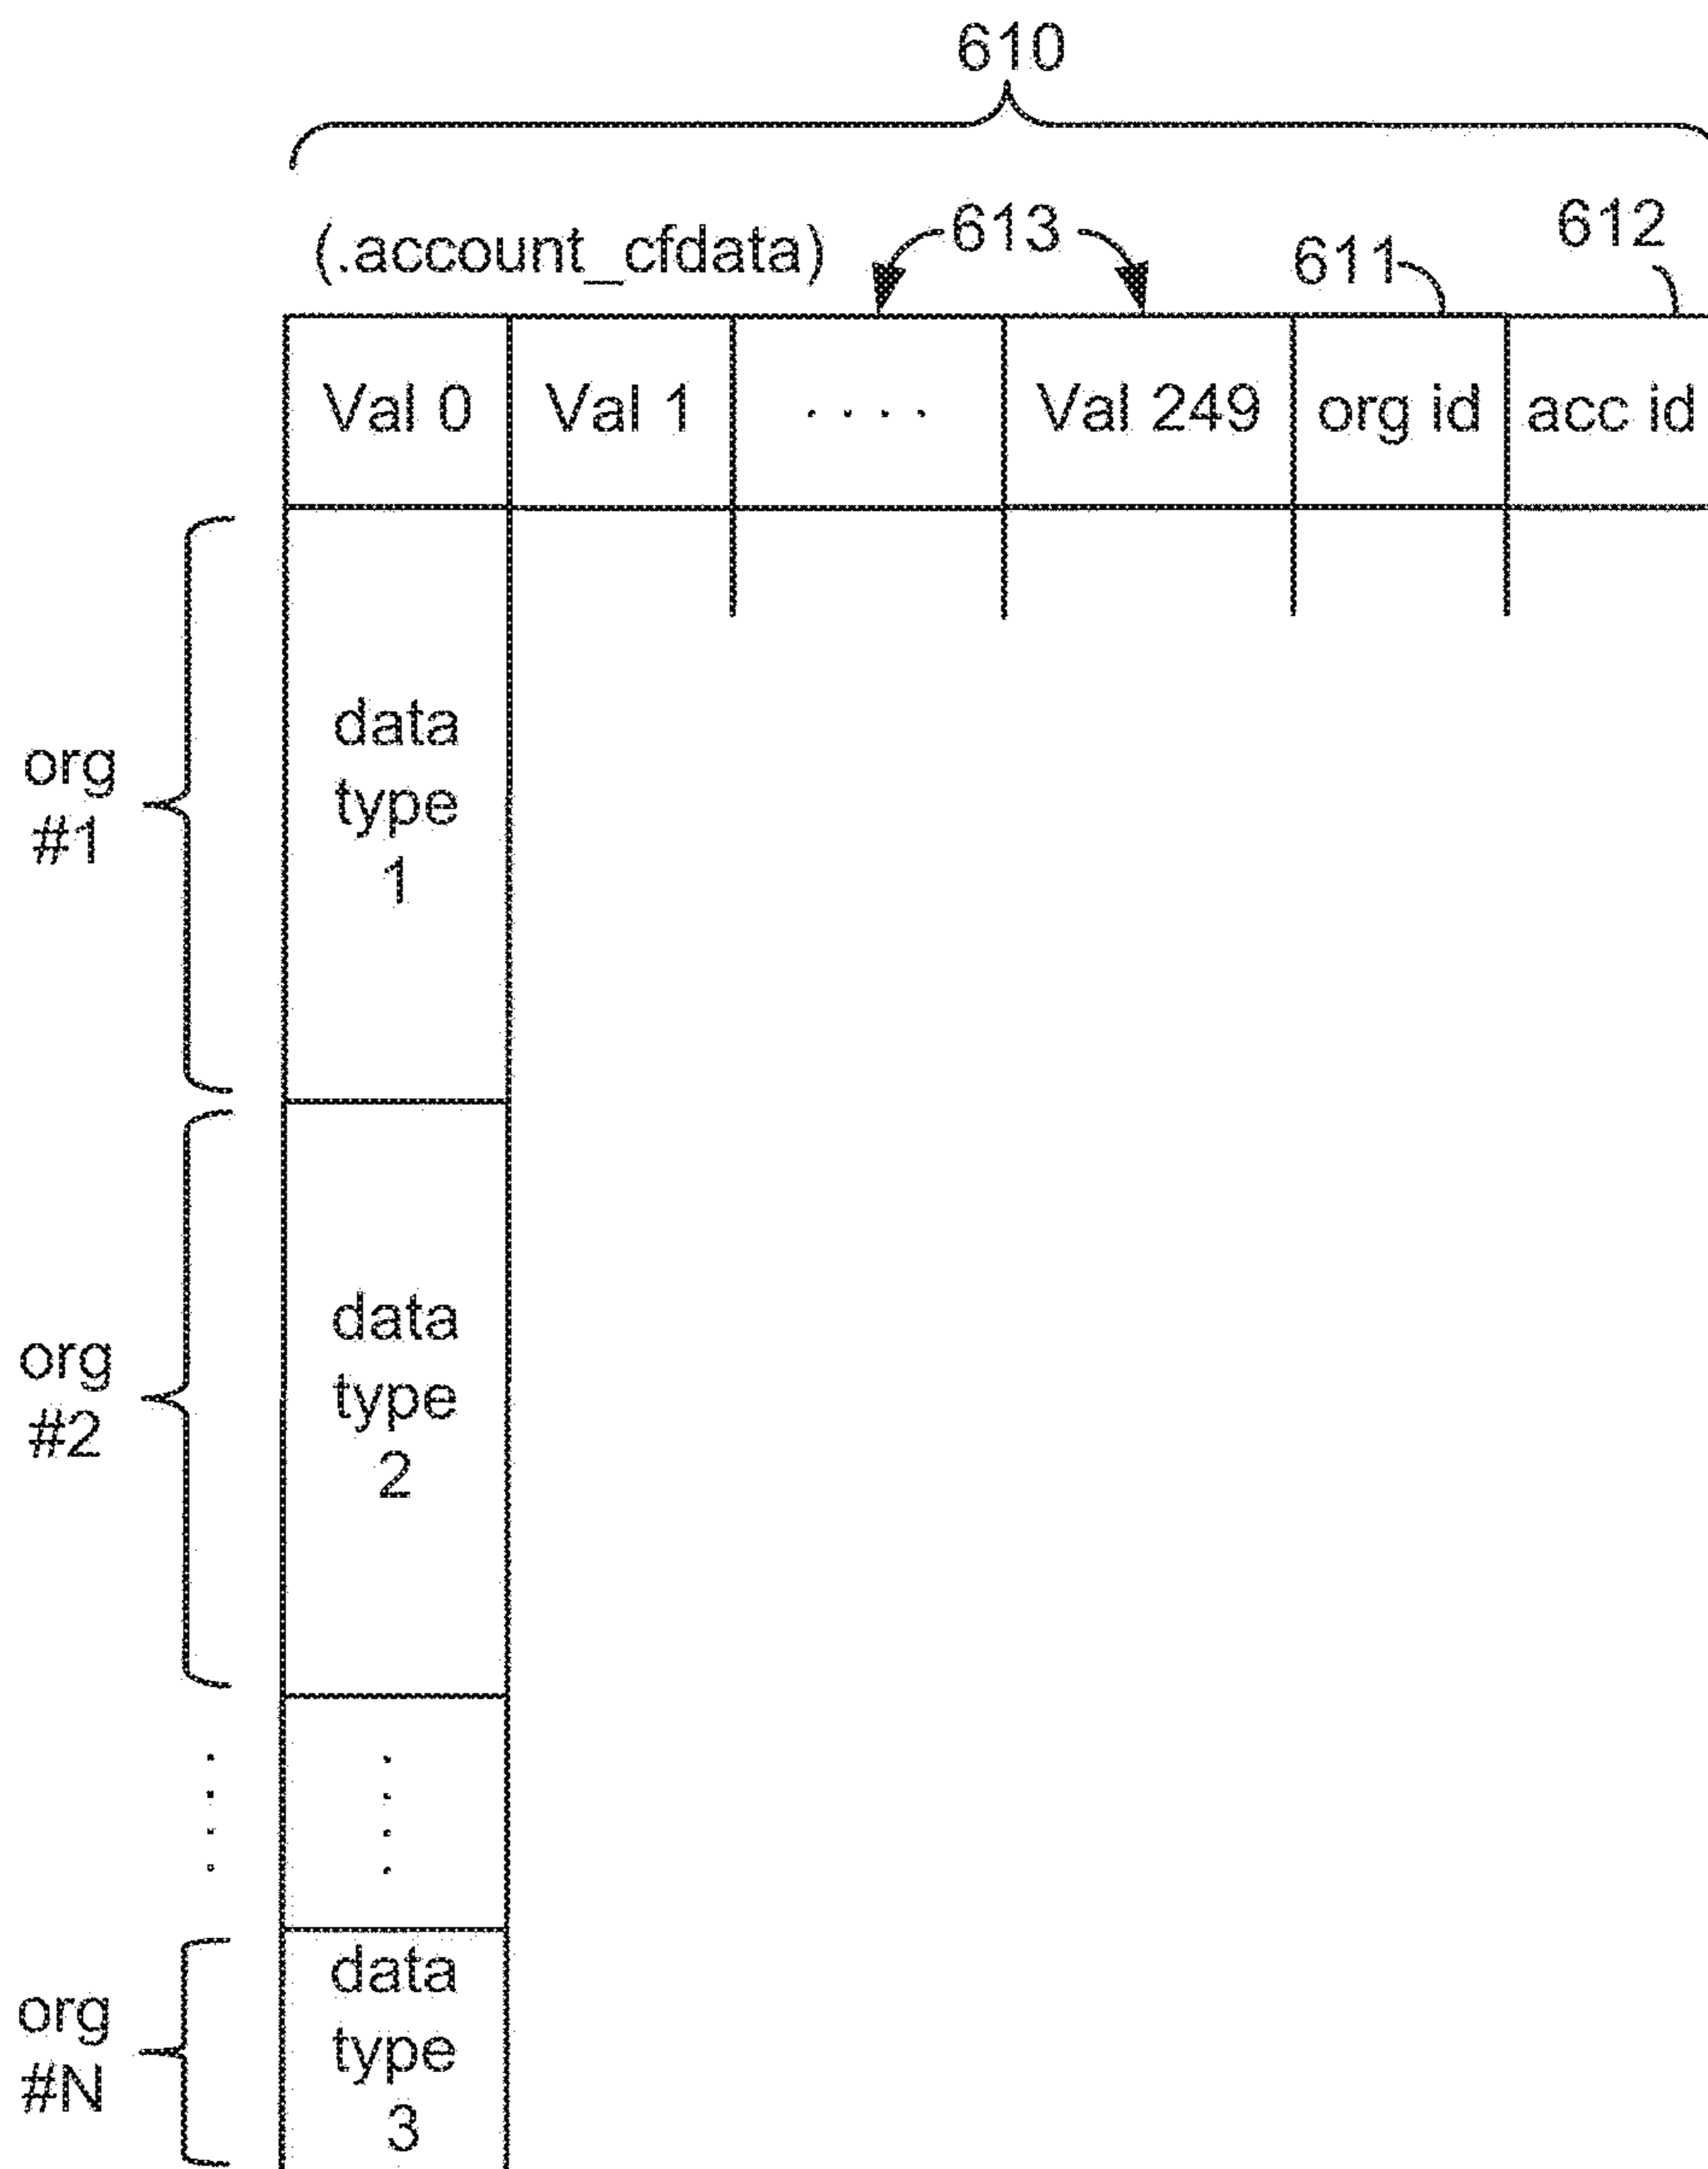 610
(.account_cfdata) 613 611 612
Val 0 Val 1 . . . . Val 249 org id acc id
org
#1
data
type
1
org
#2
data
type
2
org
#N
data
type
3